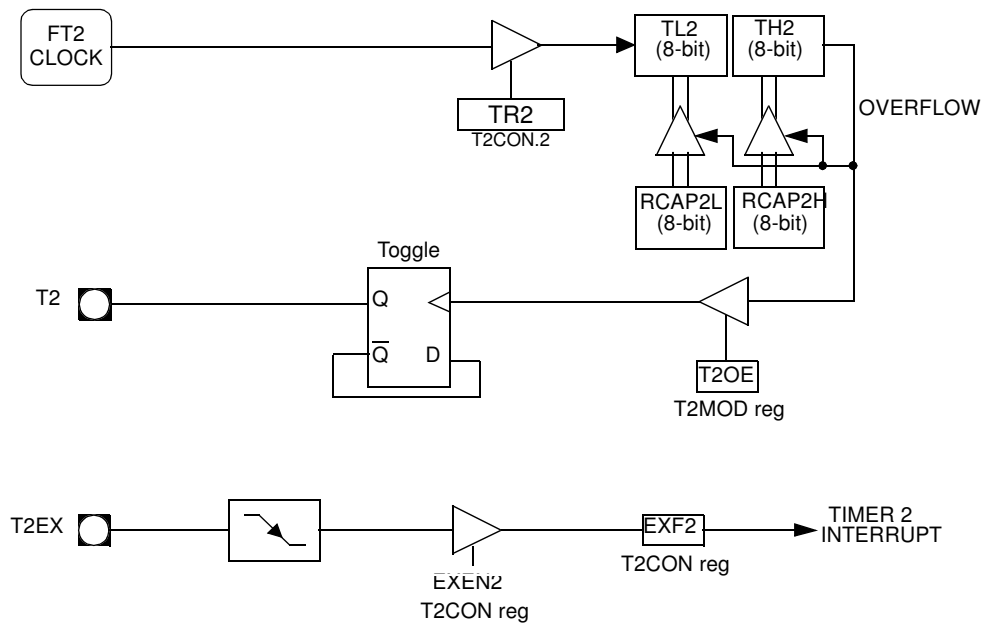 FT2
CLOCK
TL2
(8-bit)
TH2
(8-bit)
TR2
T2CON.2
OVERFLOW
RCAP2L
(8-bit)
RCAP2H
(8-bit)
Toggle
T2
Q
Q̅
D
T2OE
T2MOD reg
T2EX
EXEN2
T2CON reg
EXF2
T2CON reg
TIMER 2
INTERRUPT